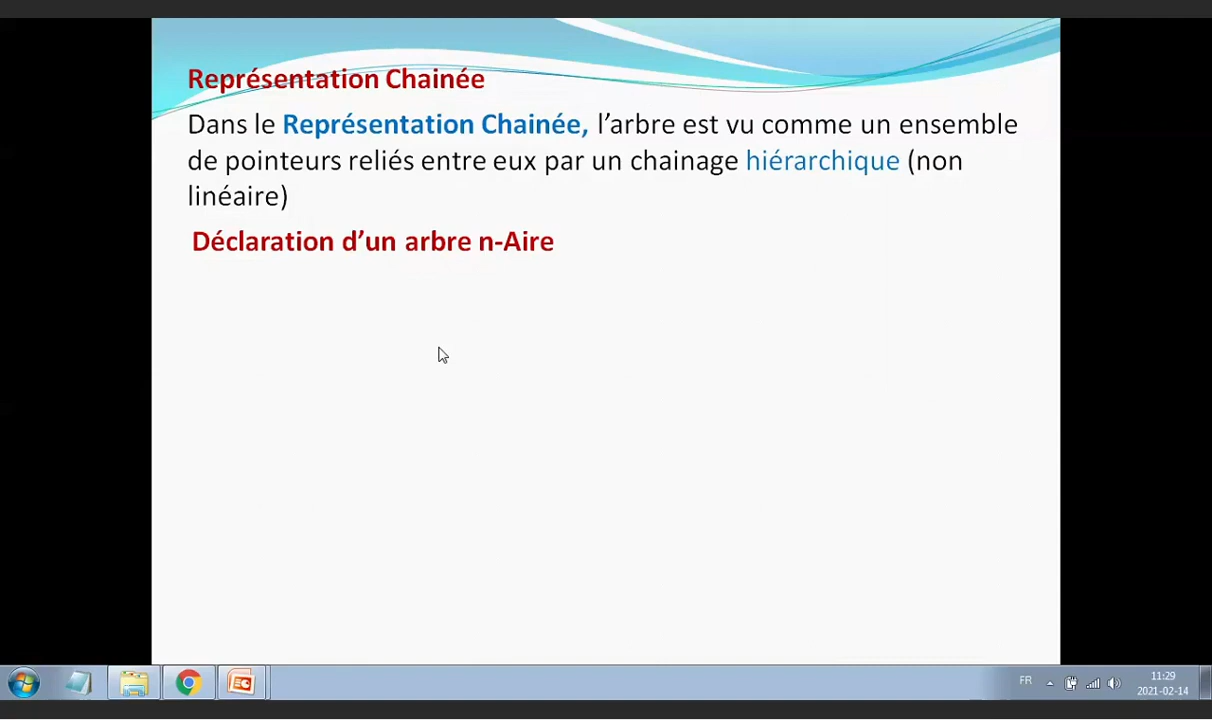 Représentation Chainée
Dans le Représentation Chainée, l’arbre est vu comme un ensemble
de pointeurs reliés entre eux par un chainage hiérarchique (non
linéaire)
Déclaration d’un arbre n-Aire
FR
11:29
2021-02-14